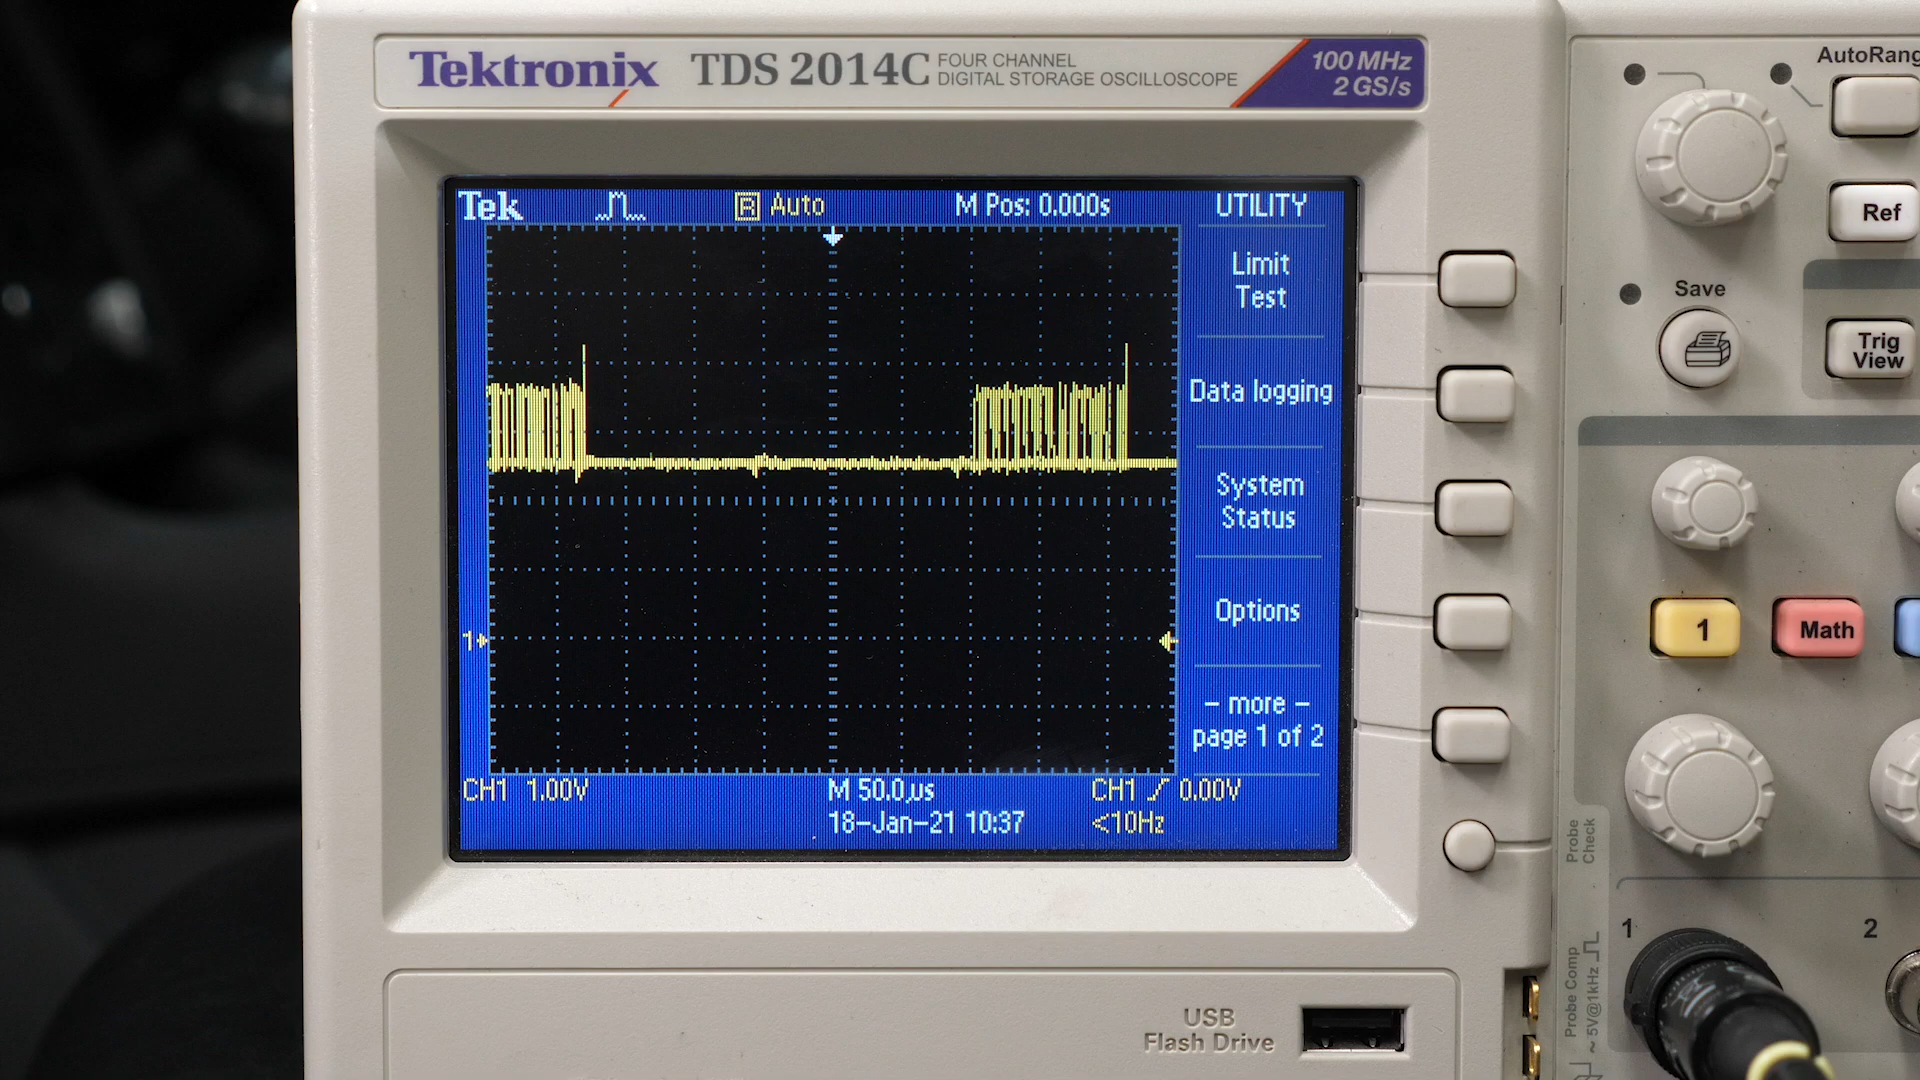 Tektronix TDS 2014C FOUR CHANNEL
DIGITAL STORAGE OSCILLOSCOPE
100 MHz
2 GS/s
Tek R Auto M Pos: 0.000s UTILITY
Limit
Test
Data logging
System
Status
Options
– more –
page 1 of 2
1
CH1 1.00V M 50.0µs CH1 0.00V
18-Jan-21 10:37 <10Hz
Ref
Save
Trig
View
1 Math
Probe
Check
1 2
Probe Comp
~ 5V@1kHz
USB
Flash Drive